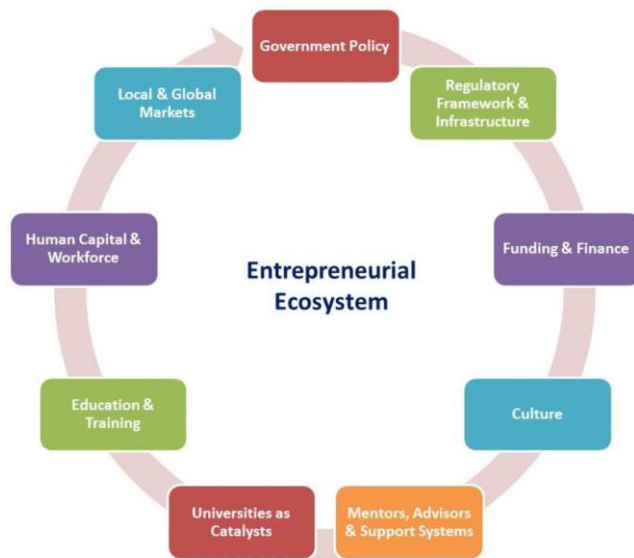 Government Policy
Regulatory
Framework &
Infrastructure
Funding & Finance
Culture
Mentors, Advisors
& Support Systems
Universities as
Catalysts
Education &
Training
Human Capital &
Workforce
Local & Global
Markets
Entrepreneurial
Ecosystem